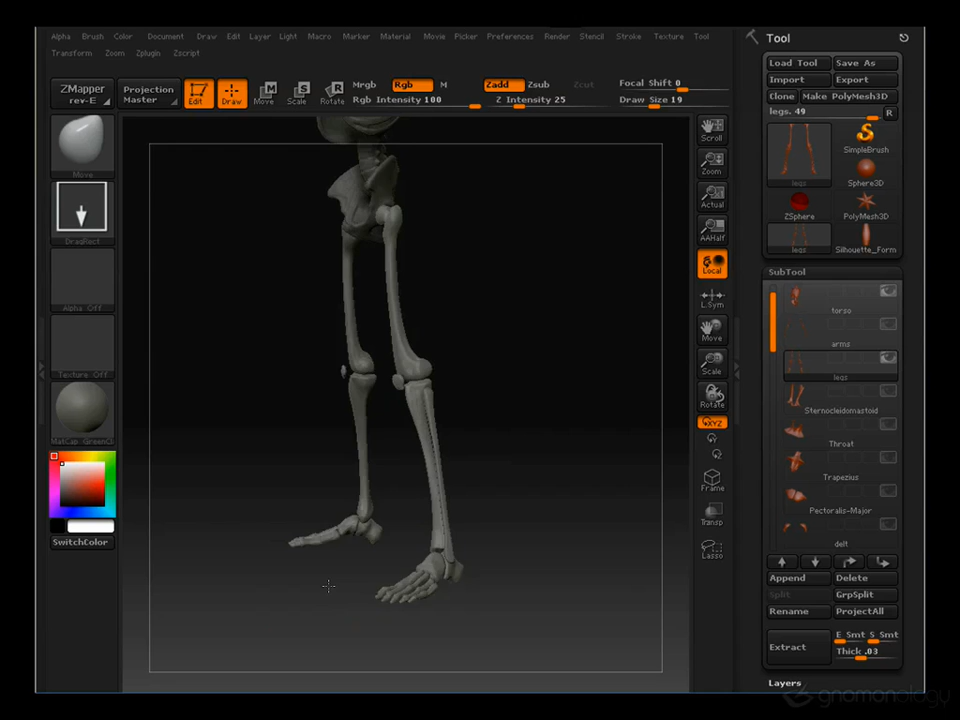 Alpha Brush Color Document Draw Edit Layer Light Macro Marker Material Movie Picker Preferences Render Stencil Stroke Texture Tool
Transform Zoom Zplugin Zscript
ZMapper
rev-E
Projection
Master
Edit
Draw
Move
Scale
Rotate
Mrgb Rgb M
Rgb Intensity 100
Zadd Zsub Zcut
Z Intensity 25
Focal Shift 0
Draw Size 19
Move
DragRect
Alpha Off
Texture Off
MatCap GreenCl
SwitchColor
Scroll
Zoom
Actual
AAHalf
Local
L.Sym
Move
Scale
Rotate
XYZ
Frame
Transp
Lasso
Tool
Load Tool Save As
Import Export
Clone Make PolyMesh3D
legs. 49 R
legs
SimpleBrush
Sphere3D
ZSphere
PolyMesh3D
legs
Silhouette_Form
SubTool
torso
arms
legs
Sternocleidomastoid
Throat
Trapezius
Pectoralis-Major
delt
Append Delete
Split GrpSplit
Rename ProjectAll
Extract
E Smt S Smt
Thick .03
Layers
gnomonology